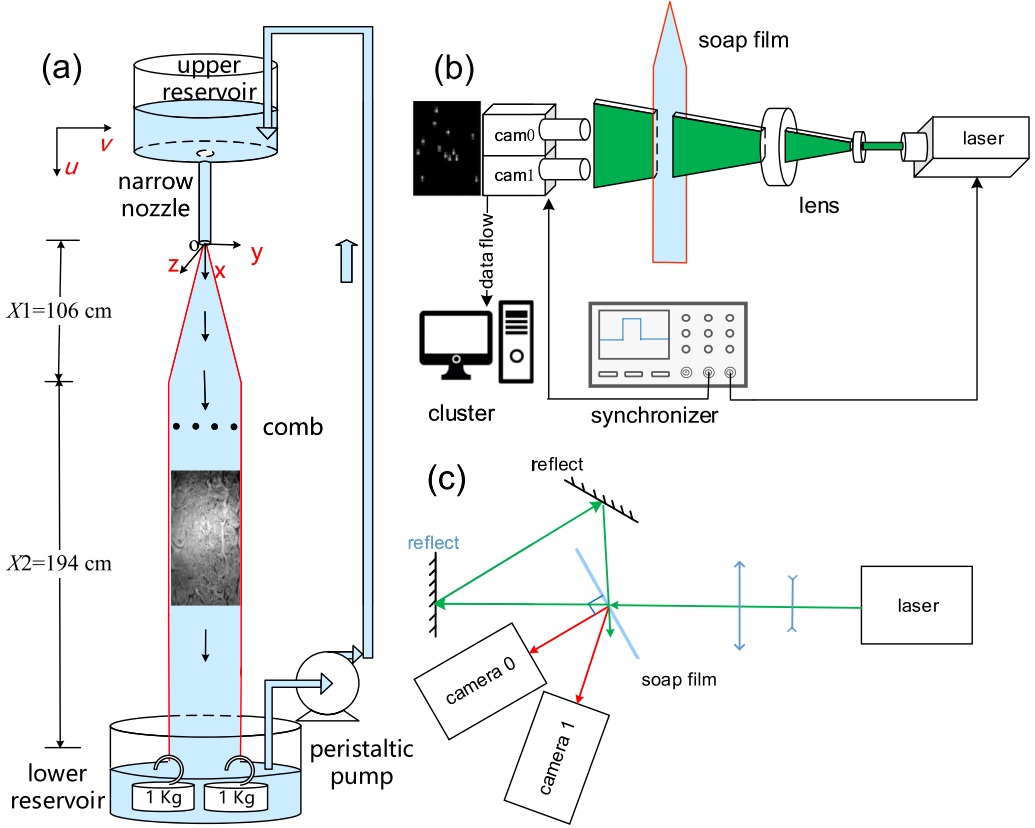 (a)
upper
reservoir
v
u
narrow
nozzle
o
y
z
x
X1=106 cm
comb
X2=194 cm
lower
reservoir
1 Kg
1 Kg
peristaltic
pump
(b)
soap film
cam0
cam1
laser
lens
data flow
cluster
synchronizer
(c)
reflect
reflect
laser
camera 0
camera 1
soap film